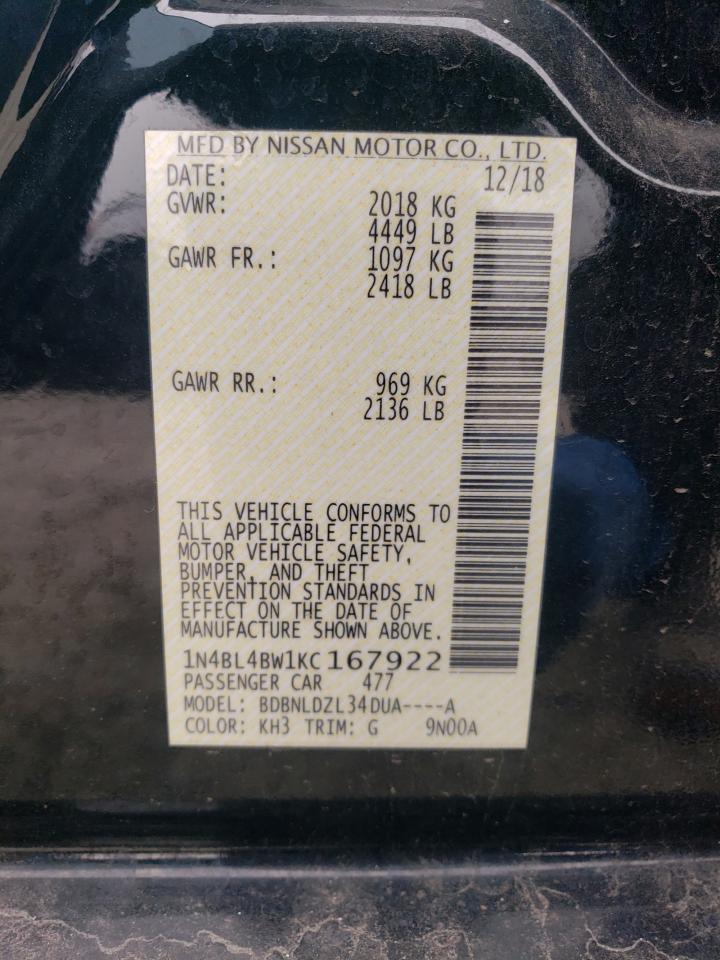 MFD BY NISSAN MOTOR CO., LTD.
DATE: 12/18
GVWR: 2018 KG
4449 LB
GAWR FR.: 1097 KG
2418 LB
GAWR RR.: 969 KG
2136 LB
THIS VEHICLE CONFORMS TO
ALL APPLICABLE FEDERAL
MOTOR VEHICLE SAFETY,
BUMPER, AND THEFT
PREVENTION STANDARDS IN
EFFECT ON THE DATE OF
MANUFACTURE SHOWN ABOVE.
1N4BL4BW1KC167922
PASSENGER CAR 477
MODEL: BDBNLDZL34DUA----A
COLOR: KH3 TRIM: G 9N00A